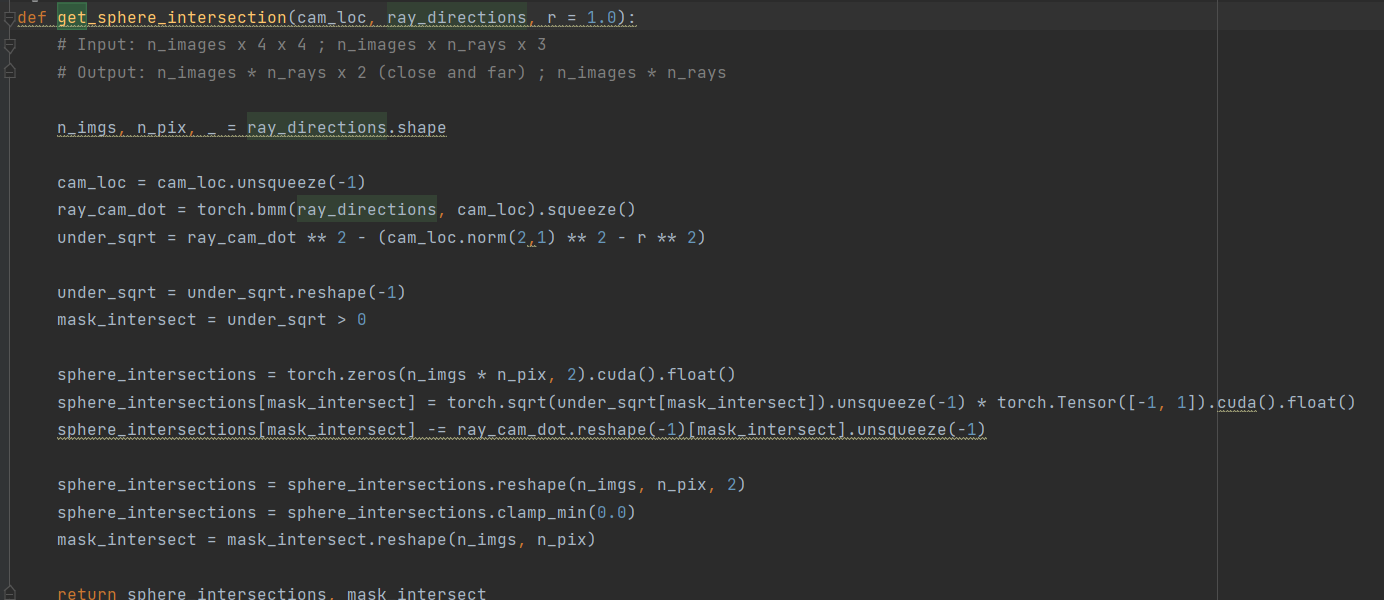 def get_sphere_intersection(cam_loc, ray_directions, r = 1.0):
# Input: n_images x 4 x 4 ; n_images x n_rays x 3
# Output: n_images * n_rays x 2 (close and far) ; n_images * n_rays
n_imgs, n_pix, _ = ray_directions.shape
cam_loc = cam_loc.unsqueeze(-1)
ray_cam_dot = torch.bmm(ray_directions, cam_loc).squeeze()
under_sqrt = ray_cam_dot ** 2 - (cam_loc.norm(2,1) ** 2 - r ** 2)
under_sqrt = under_sqrt.reshape(-1)
mask_intersect = under_sqrt > 0
sphere_intersections = torch.zeros(n_imgs * n_pix, 2).cuda().float()
sphere_intersections[mask_intersect] = torch.sqrt(under_sqrt[mask_intersect]).unsqueeze(-1) * torch.Tensor([-1, 1]).cuda().float()
sphere_intersections[mask_intersect] -= ray_cam_dot.reshape(-1)[mask_intersect].unsqueeze(-1)
sphere_intersections = sphere_intersections.reshape(n_imgs, n_pix, 2)
sphere_intersections = sphere_intersections.clamp_min(0.0)
mask_intersect = mask_intersect.reshape(n_imgs, n_pix)
return sphere_intersections, mask_intersect